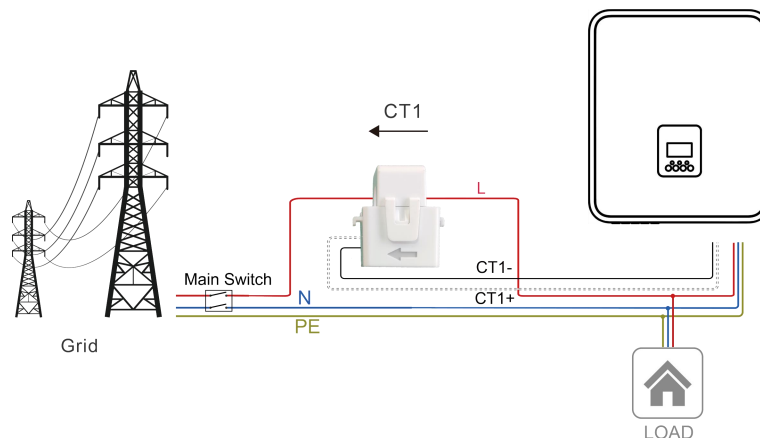 CT1
L
CT1-
Main Switch
N
CT1+
PE
Grid
LOAD